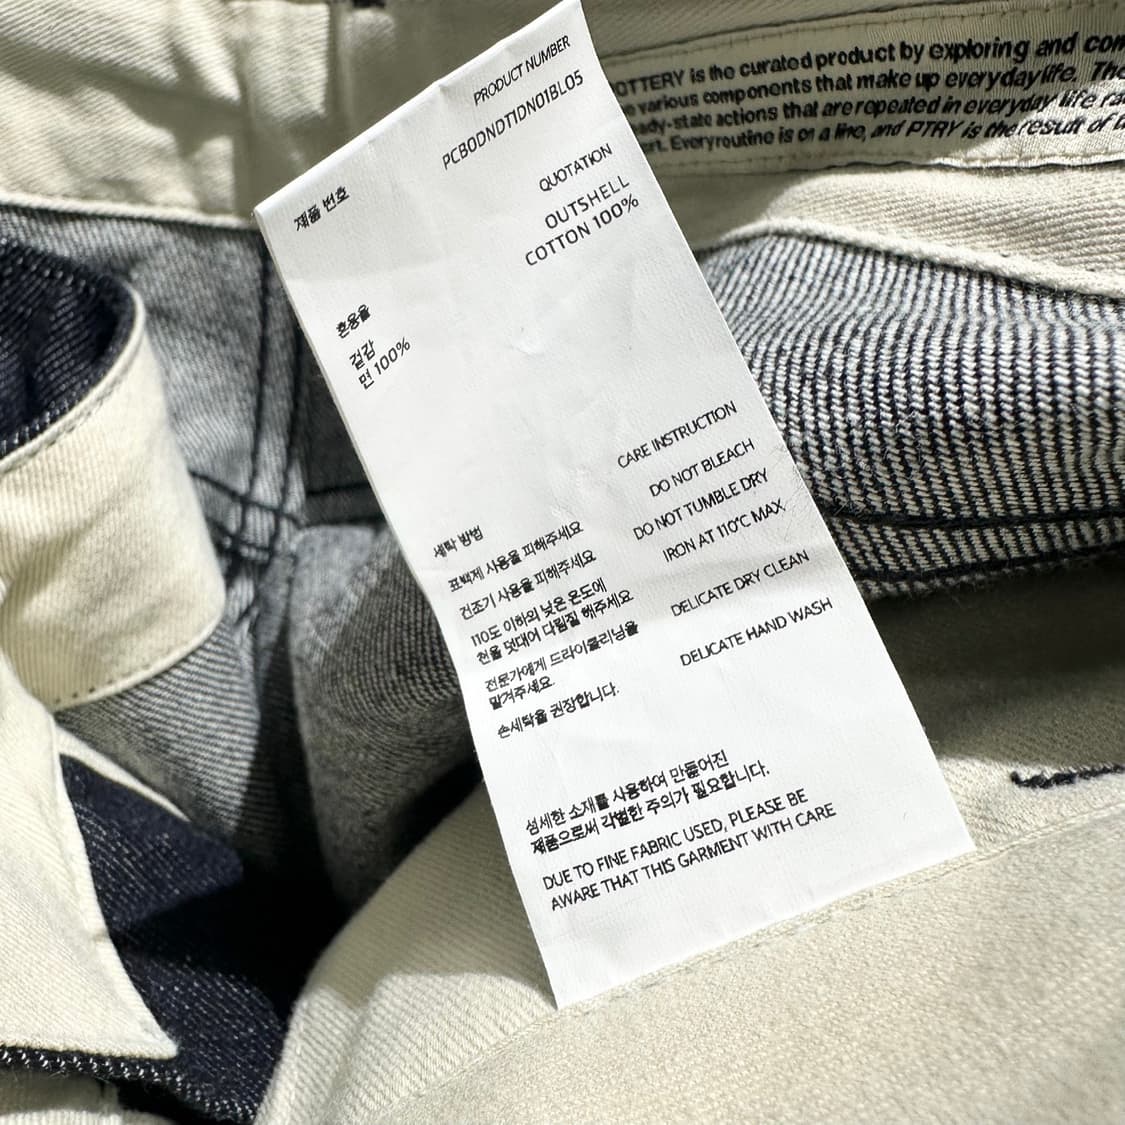 PRODUCT NUMBER
PCB0DNDT1DN01BL05
제품 번호
QUOTATION
OUTSHELL
COTTON 100%
혼용율
겉감
면 100%
CARE INSTRUCTION
DO NOT BLEACH
DO NOT TUMBLE DRY
IRON AT 110°C MAX
DELICATE DRY CLEAN
DELICATE HAND WASH
세탁 방법
표백제 사용을 피해주세요
건조기 사용을 피해주세요
110도 이하의 낮은 온도에
천을 덧대어 다림질 해주세요
전문가에게 드라이클리닝을
맡겨주세요
손세탁을 권장합니다.
섬세한 소재를 사용하여 만들어진
제품으로써 각별한 주의가 필요합니다.
DUE TO FINE FABRIC USED, PLEASE BE
AWARE THAT THIS GARMENT WITH CARE
OTTERY is the curated product by exploring and com
various components that make up everyday life. The
ady-state actions that are repeated in everyday life
Every routine is on a line, and PTRY is the result of